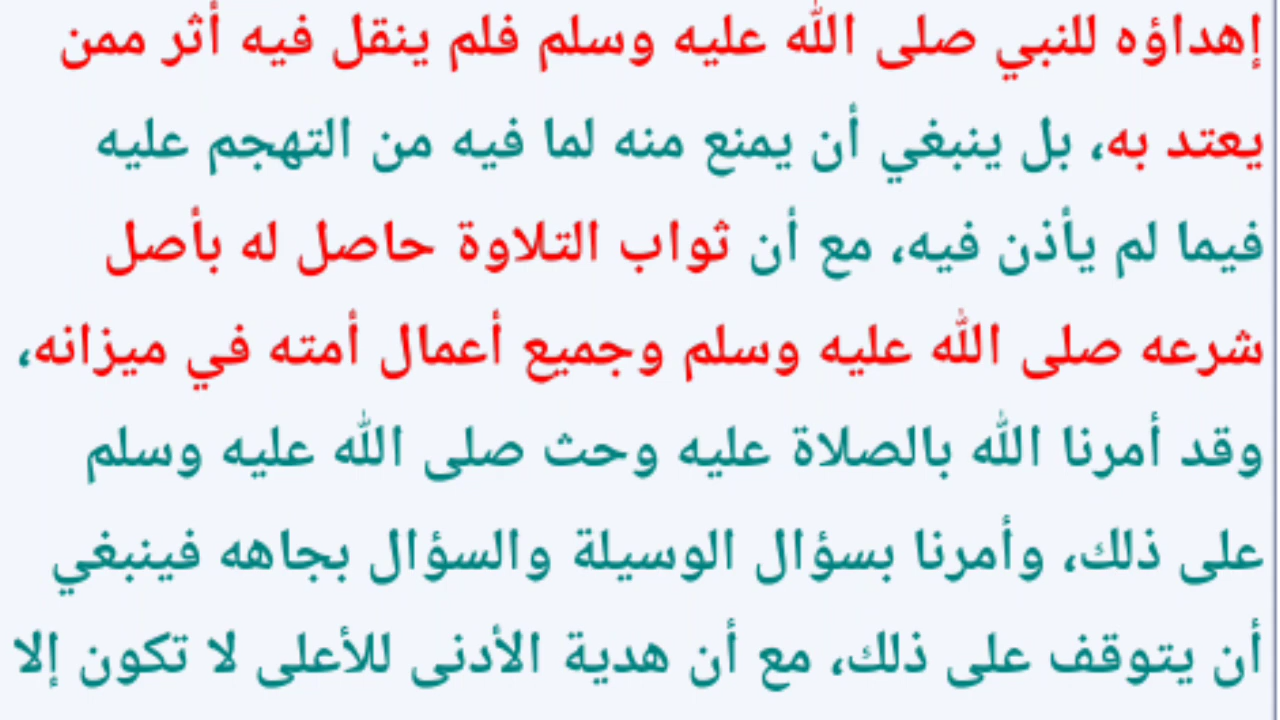 إهداؤه للنبي صلى الله عليه وسلم فلم ينقل فيه أثر ممن
يعتد به، بل ينبغي أن يمنع منه لما فيه من التهجم عليه
فيما لم يأذن فيه، مع أن ثواب التلاوة حاصل له بأصل
شرعه صلى الله عليه وسلم وجميع أعمال أمته في ميزانه،
وقد أمرنا الله بالصلاة عليه وحث صلى الله عليه وسلم
على ذلك، وأمرنا بسؤال الوسيلة والسؤال بجاهه فينبغي
أن يتوقف على ذلك، مع أن هدية الأدنى للأعلى لا تكون إلا